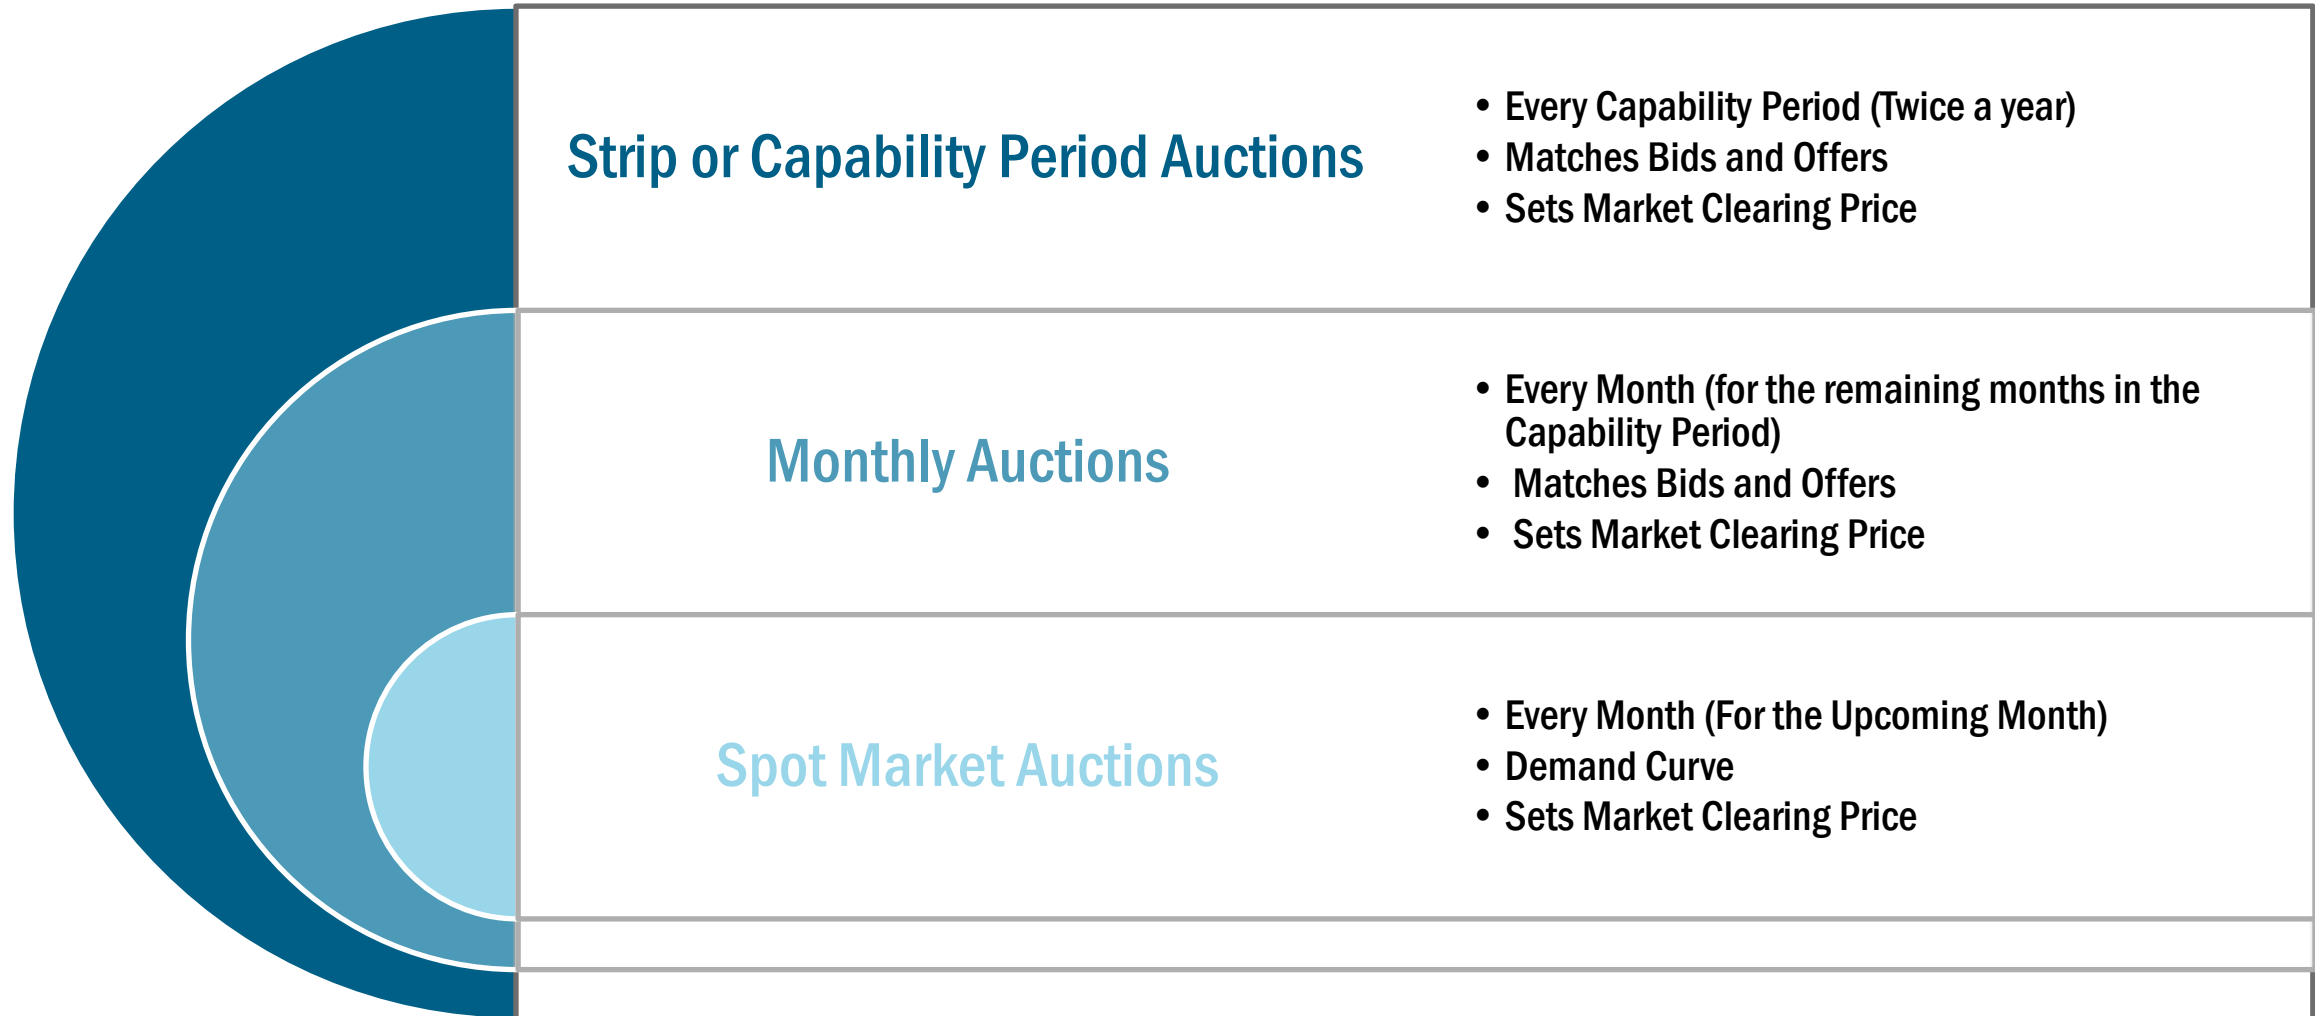 Strip or Capability Period Auctions
• Every Capability Period (Twice a year)
• Matches Bids and Offers
• Sets Market Clearing Price
Monthly Auctions
• Every Month (for the remaining months in the
Capability Period)
• Matches Bids and Offers
• Sets Market Clearing Price
Spot Market Auctions
• Every Month (For the Upcoming Month)
• Demand Curve
• Sets Market Clearing Price